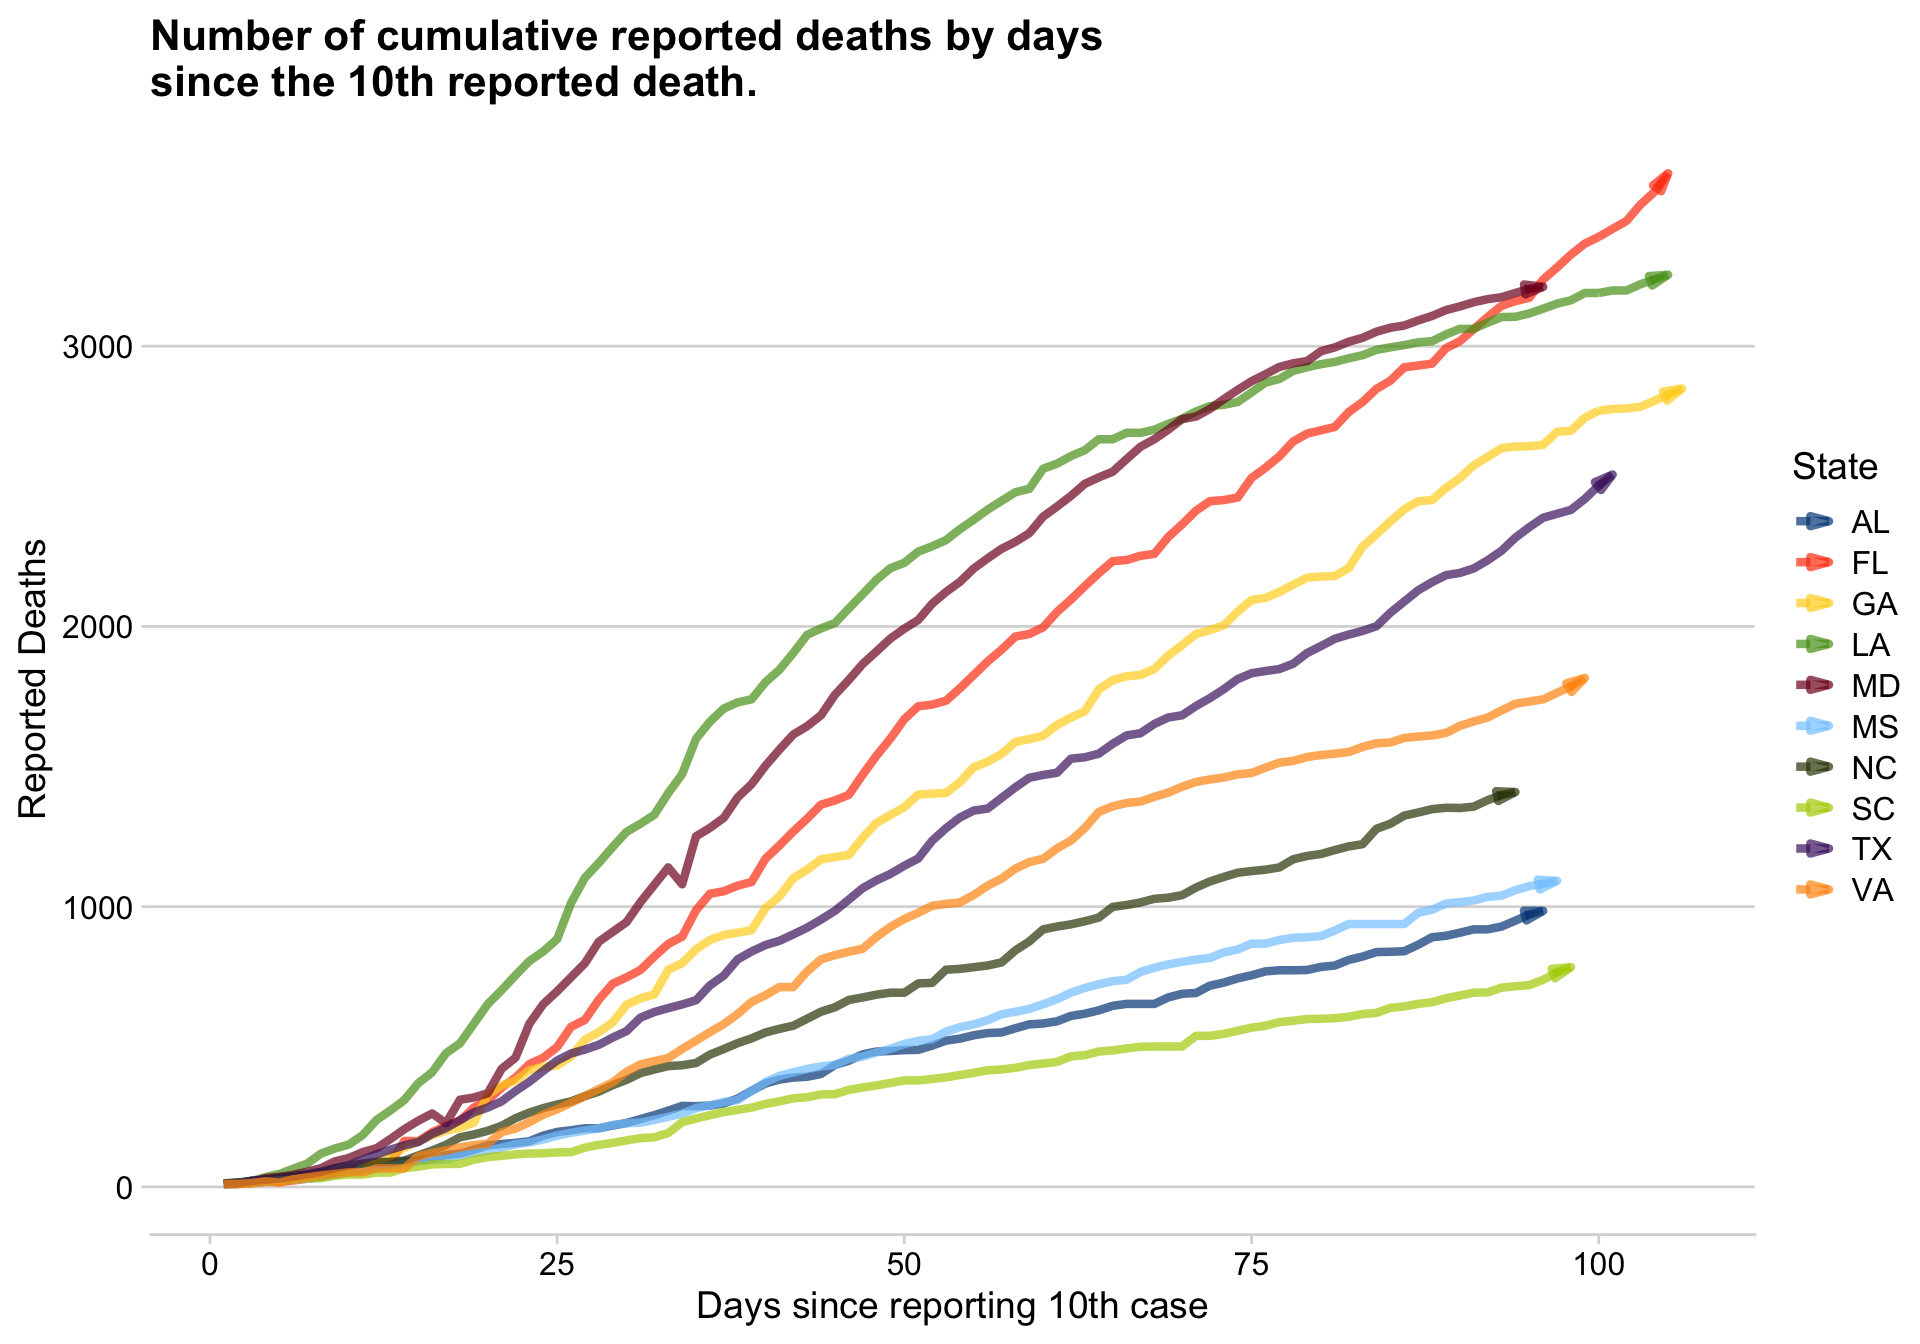 Number of cumulative reported deaths by days
since the 10th reported death.
Reported Deaths
3000
2000
1000
0
0 25 50 75 100
Days since reporting 10th case
State
AL
FL
GA
LA
MD
MS
NC
SC
TX
VA